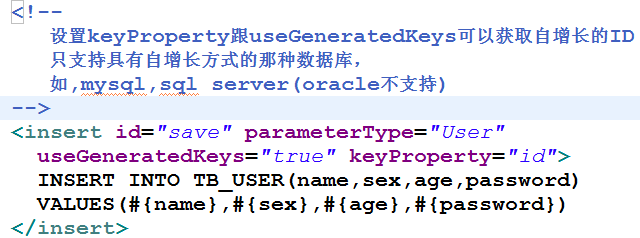 <!--
设置keyProperty跟useGeneratedKeys可以获取自增长的ID
只支持具有自增长方式的那种数据库，
如,mysql,sql server(oracle不支持)
-->
<insert id="save" parameterType="User"
useGeneratedKeys="true" keyProperty="id">
INSERT INTO TB_USER(name,sex,age,password)
VALUES(#{name},#{sex},#{age},#{password})
</insert>